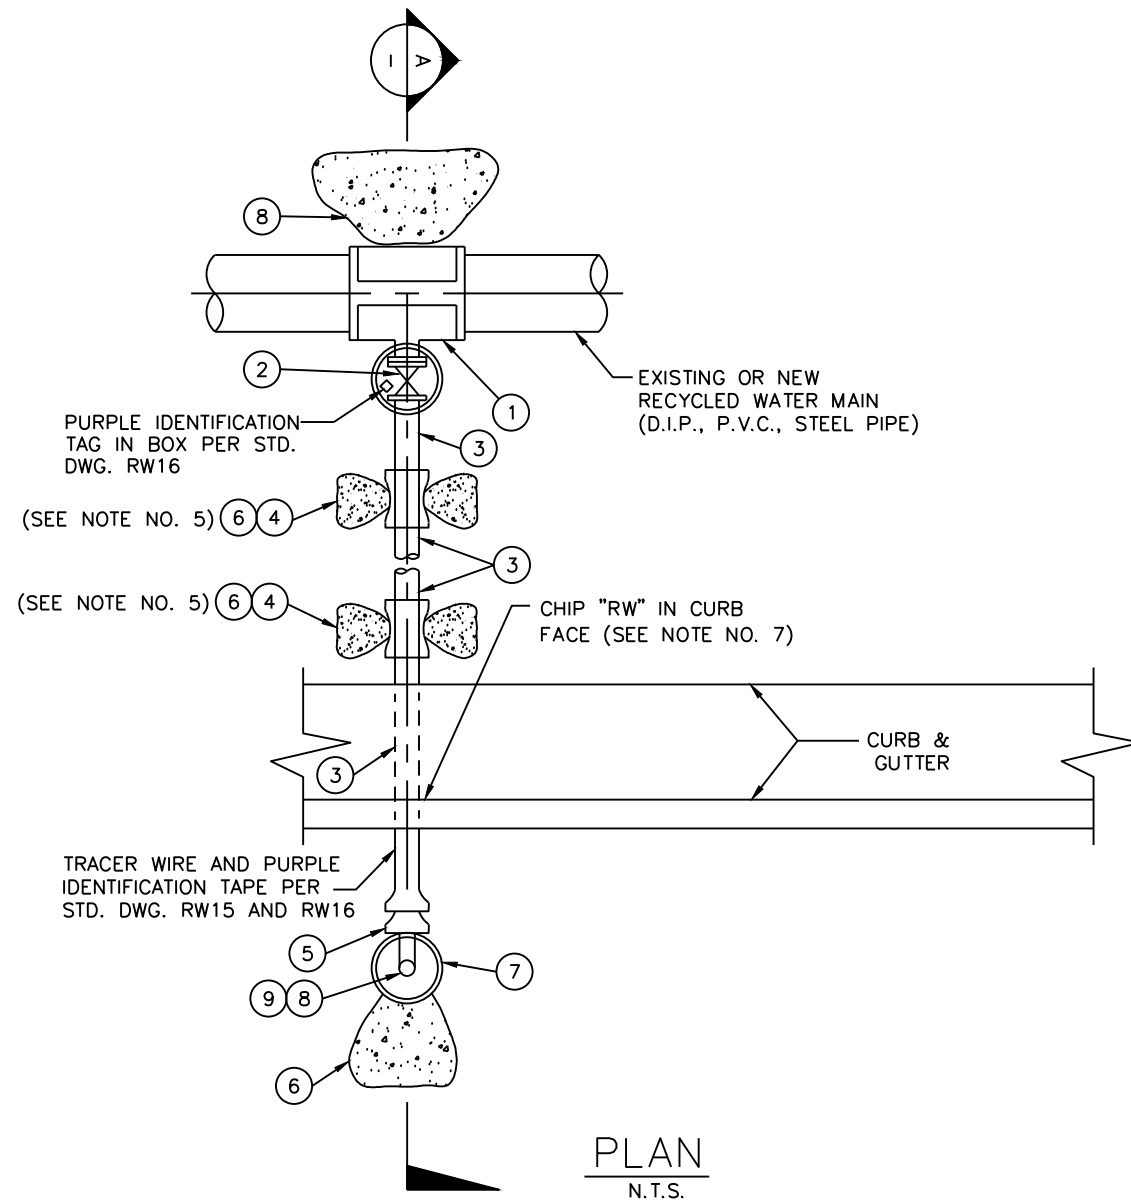 I A
8
2
1
EXISTING OR NEW
RECYCLED WATER MAIN
(D.I.P., P.V.C., STEEL PIPE)
PURPLE IDENTIFICATION
TAG IN BOX PER STD.
DWG. RW16
3
(SEE NOTE NO. 5) 6 4
3
(SEE NOTE NO. 5) 6 4
CHIP "RW" IN CURB
FACE (SEE NOTE NO. 7)
CURB &
GUTTER
3
TRACER WIRE AND PURPLE
IDENTIFICATION TAPE PER
STD. DWG. RW15 AND RW16
5
7
9 8
6
PLAN
N.T.S.